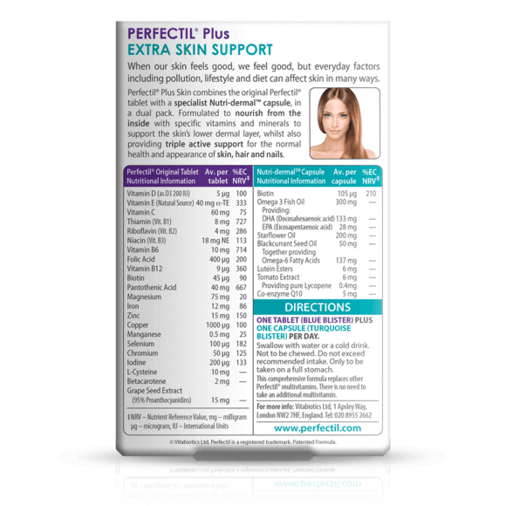 PERFECTIL® Plus
EXTRA SKIN SUPPORT
When our skin feels good, we feel good, but everyday factors
including pollution, lifestyle and diet can affect skin in many ways.
Perfectil® Plus Skin combines the original Perfectil®
tablet with a specialist Nutri-dermal™ capsule, in
a dual pack. Formulated to nourish from the
inside with specific vitamins and minerals to
support the skin's lower dermal layer, whilst also
providing triple active support for the normal
health and appearance of skin, hair and nails.
Perfectil® Original Tablet Av. per %EC
Nutritional Information tablet NRV‡
Vitamin D (as D3 200 IU) 5 µg 100
Vitamin E (Natural Source) 40 mg α-TE 333
Vitamin C 60 mg 75
Thiamin (Vit. B1) 8 mg 727
Riboflavin (Vit. B2) 4 mg 286
Niacin (Vit. B3) 18 mg NE 113
Vitamin B6 10 mg 714
Folic Acid 400 µg 200
Vitamin B12 9 µg 360
Biotin 45 µg 90
Pantothenic Acid 40 mg 667
Magnesium 75 mg 20
Iron 12 mg 86
Zinc 15 mg 150
Copper 1000 µg 100
Manganese 0.5 mg 25
Selenium 100 µg 182
Chromium 50 µg 125
Iodine 200 µg 133
L-Cysteine 10 mg —
Betacarotene 2 mg —
Grape Seed Extract
(95% Proanthocyanidins) 15 mg —
‡ NRV – Nutrient Reference Value, mg – milligram
µg – microgram, IU – International Units
Nutri-dermal™ Capsule Av. per %EC
Nutritional Information capsule NRV‡
Biotin 105 µg 210
Omega 3 Fish Oil 300 mg —
Providing:
DHA (Docosahexaenoic acid) 133 mg —
EPA (Eicosapentaenoic acid) 28 mg —
Starflower Oil 200 mg —
Blackcurrant Seed Oil 50 mg —
Together providing
Omega-6 Fatty Acids 137 mg —
Lutein Esters 6 mg —
Tomato Extract 6 mg —
Providing pure Lycopene 0.4mg —
Co-enzyme Q10 5 mg —
DIRECTIONS
ONE TABLET (BLUE BLISTER) PLUS
ONE CAPSULE (TURQUOISE
BLISTER) PER DAY.
Swallow with water or a cold drink.
Not to be chewed. Do not exceed
recommended intake. Only to be
taken on a full stomach.
This comprehensive formula replaces other
Perfectil® multivitamins. There is no need to
take an additional multivitamin.
For more info: Vitabiotics Ltd, 1 Apsley Way,
London NW2 7HF, England. Tel: 020 8955 2662
www.perfectil.com
© Vitabiotics Ltd. Perfectil is a registered trademark. Patented Formula.